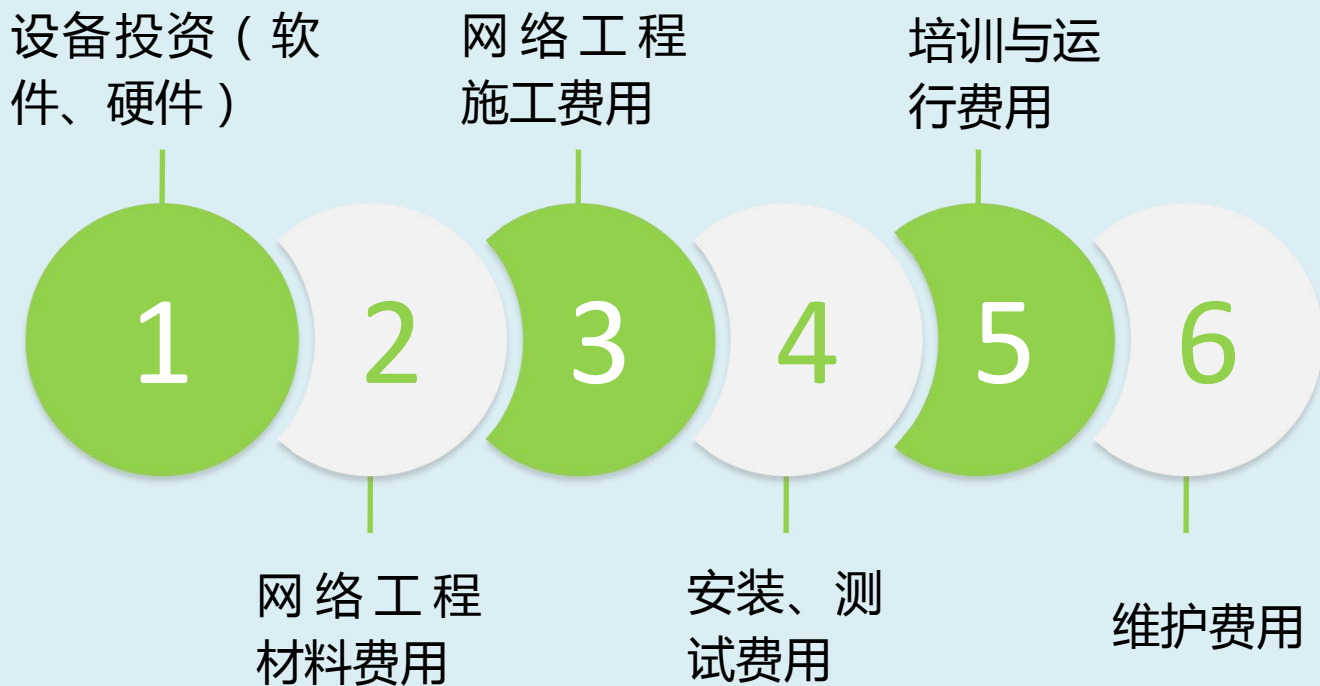 设备投资（软
件、硬件）
网络工程
施工费用
培训与运
行费用
1
2
3
4
5
6
网络工程
材料费用
安装、测
试费用
维护费用